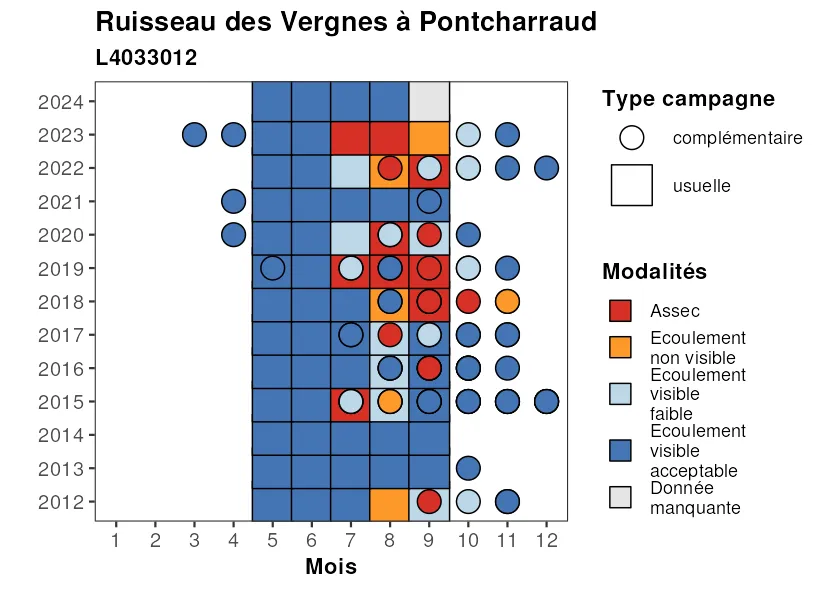 Ruisseau des Vergnes à Pontcharraud
L4033012
2024
2023
2022
2021
2020
2019
2018
2017
2016
2015
2014
2013
2012
1 2 3 4 5 6 7 8 9 10 11 12
Mois
Type campagne
complémentaire
usuelle
Modalités
Assec
Ecoulement
non visible
Ecoulement
visible
faible
Ecoulement
visible
acceptable
Donnée
manquante